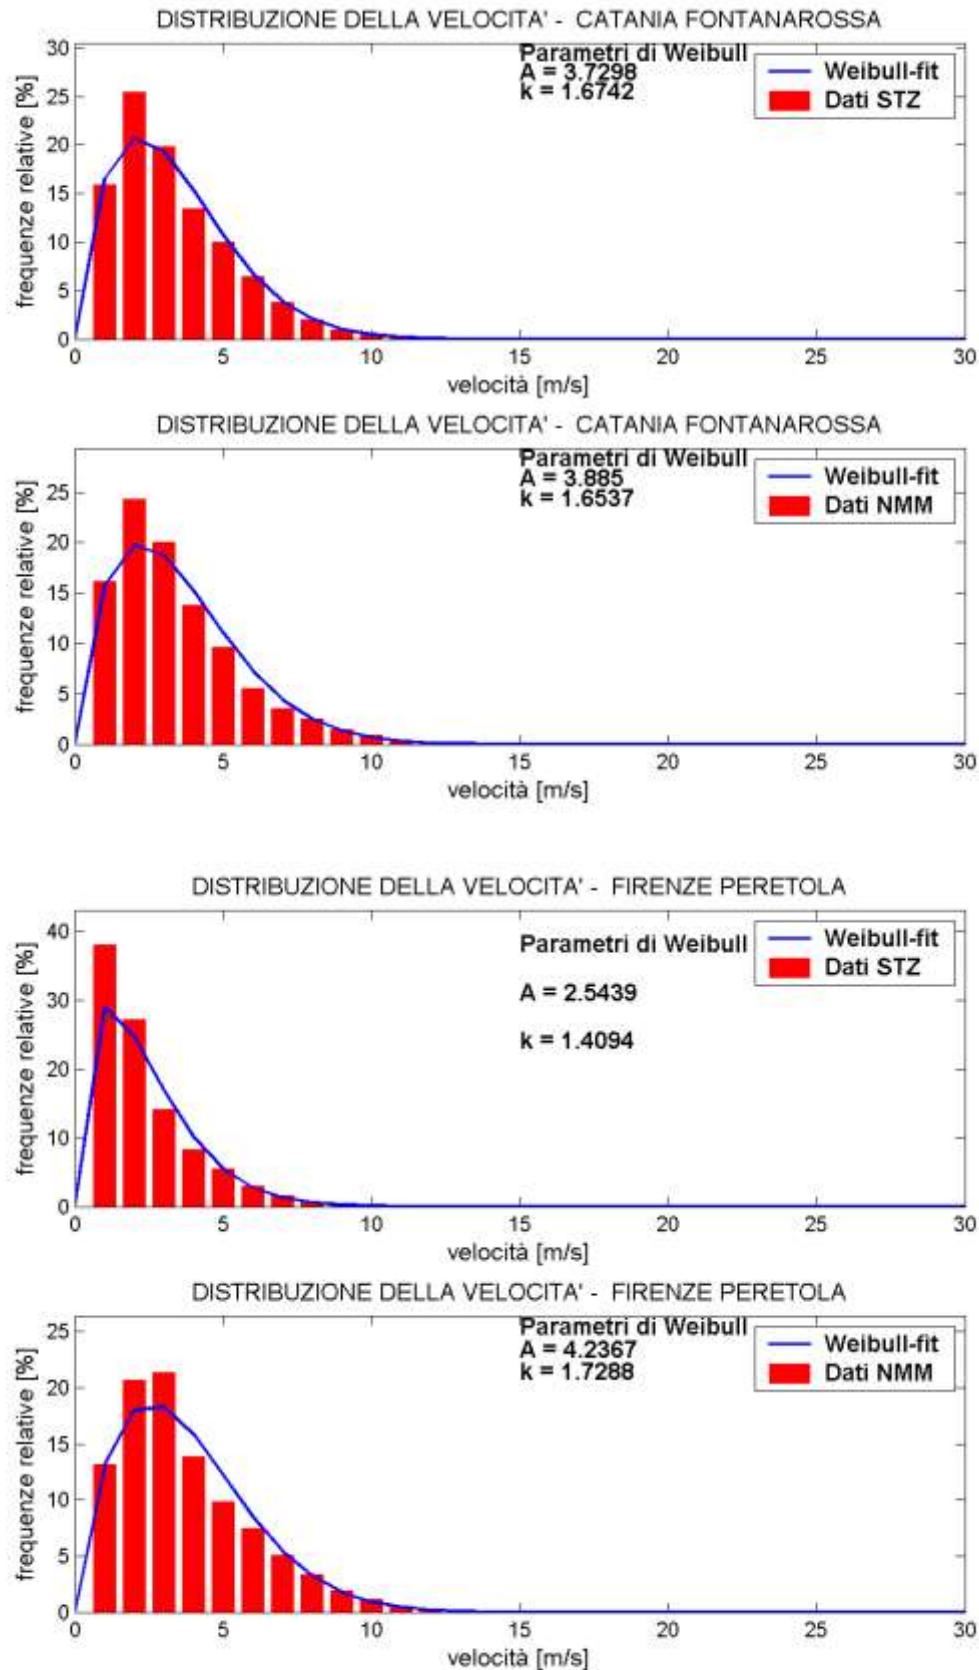 DISTRIBUZIONE DELLA VELOCITA' - CATANIA FONTANAROSSA
Parametri di Weibull
A = 3.7298
k = 1.6742
Weibull-fit
Dati STZ
frequenze relative [%]
30
25
20
15
10
5
0
0 5 10 15 20 25 30
velocità [m/s]
DISTRIBUZIONE DELLA VELOCITA' - CATANIA FONTANAROSSA
Parametri di Weibull
A = 3.885
k = 1.6537
Weibull-fit
Dati NMM
frequenze relative [%]
25
20
15
10
5
0
0 5 10 15 20 25 30
velocità [m/s]
DISTRIBUZIONE DELLA VELOCITA' - FIRENZE PERETOLA
Parametri di Weibull
A = 2.5439
k = 1.4094
Weibull-fit
Dati STZ
frequenze relative [%]
40
30
20
10
0
0 5 10 15 20 25 30
velocità [m/s]
DISTRIBUZIONE DELLA VELOCITA' - FIRENZE PERETOLA
Parametri di Weibull
A = 4.2367
k = 1.7288
Weibull-fit
Dati NMM
frequenze relative [%]
25
20
15
10
5
0
0 5 10 15 20 25 30
velocità [m/s]